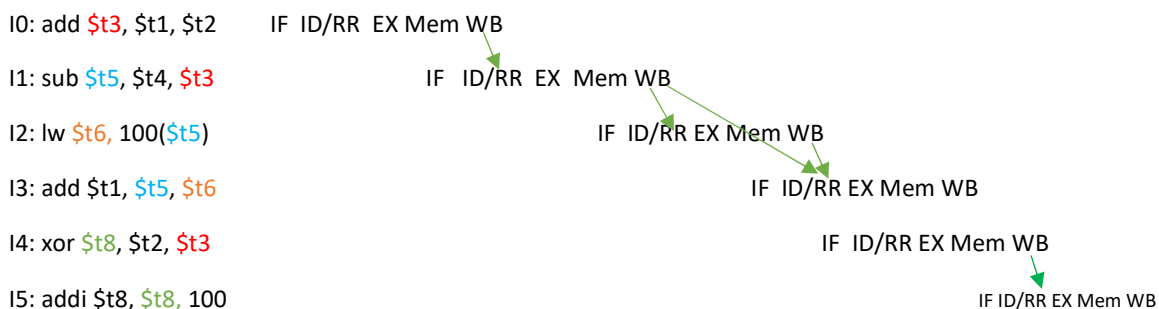 I0: add $t3, $t1, $t2 IF ID/RR EX Mem WB
I1: sub $t5, $t4, $t3 IF ID/RR EX Mem WB
I2: lw $t6, 100($t5) IF ID/RR EX Mem WB
I3: add $t1, $t5, $t6 IF ID/RR EX Mem WB
I4: xor $t8, $t2, $t3 IF ID/RR EX Mem WB
I5: addi $t8, $t8, 100 IF ID/RR EX Mem WB